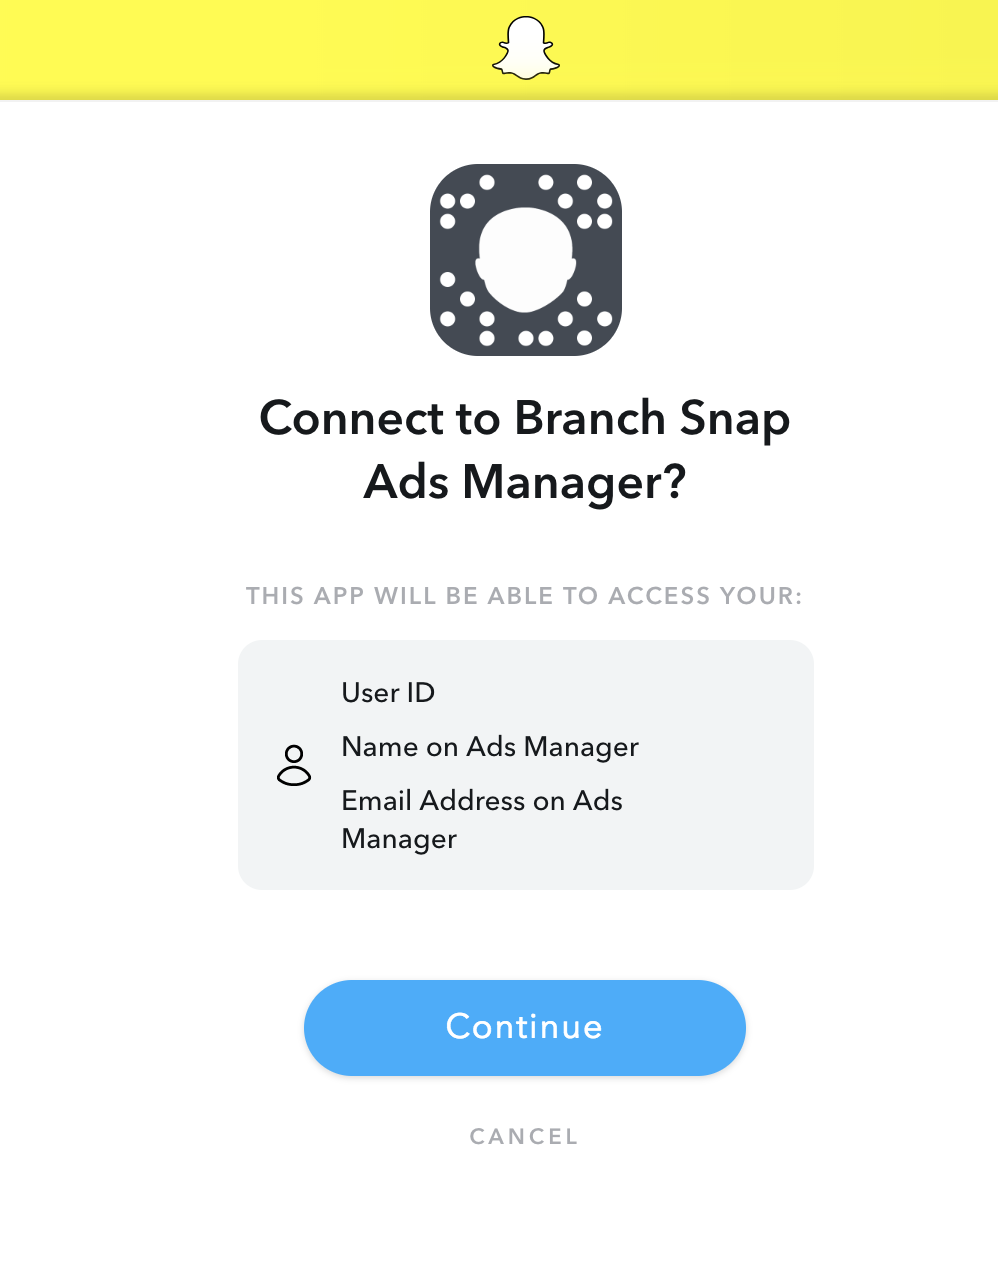 Connect to Branch Snap
Ads Manager?
THIS APP WILL BE ABLE TO ACCESS YOUR:
User ID
Name on Ads Manager
Email Address on Ads
Manager
Continue
CANCEL